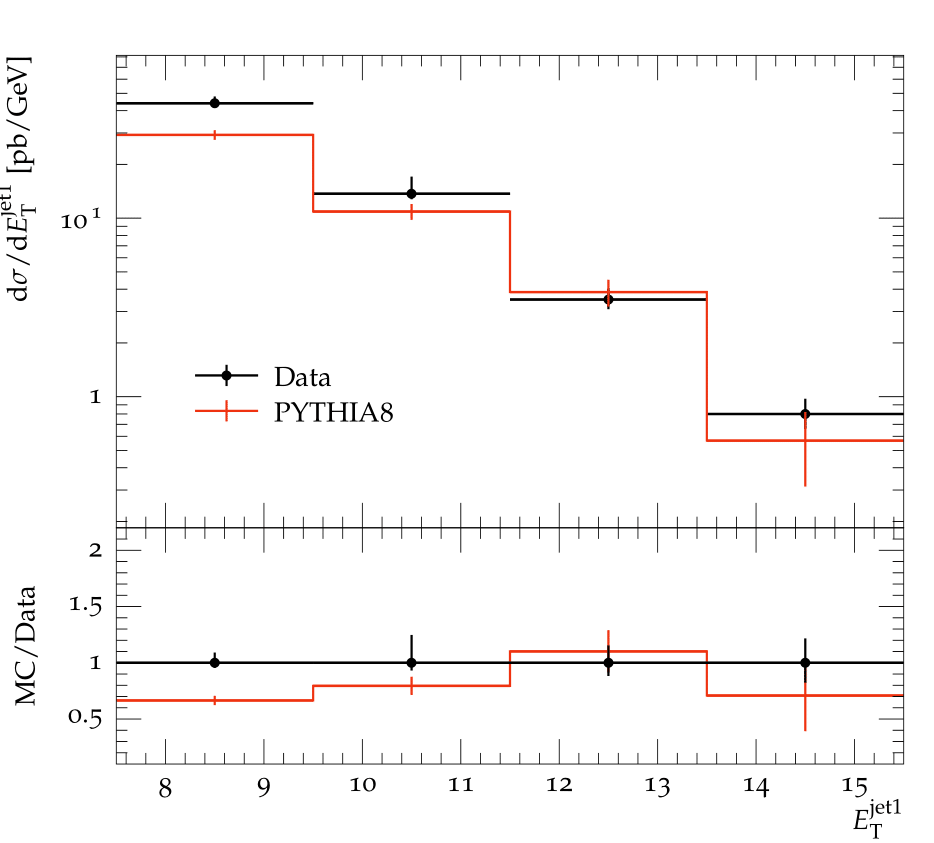 dσ/dE_T^jet1 [pb/GeV]
10^1
1
Data
PYTHIA8
MC/Data
2
1.5
1
0.5
8 9 10 11 12 13 14 15
E_T^jet1